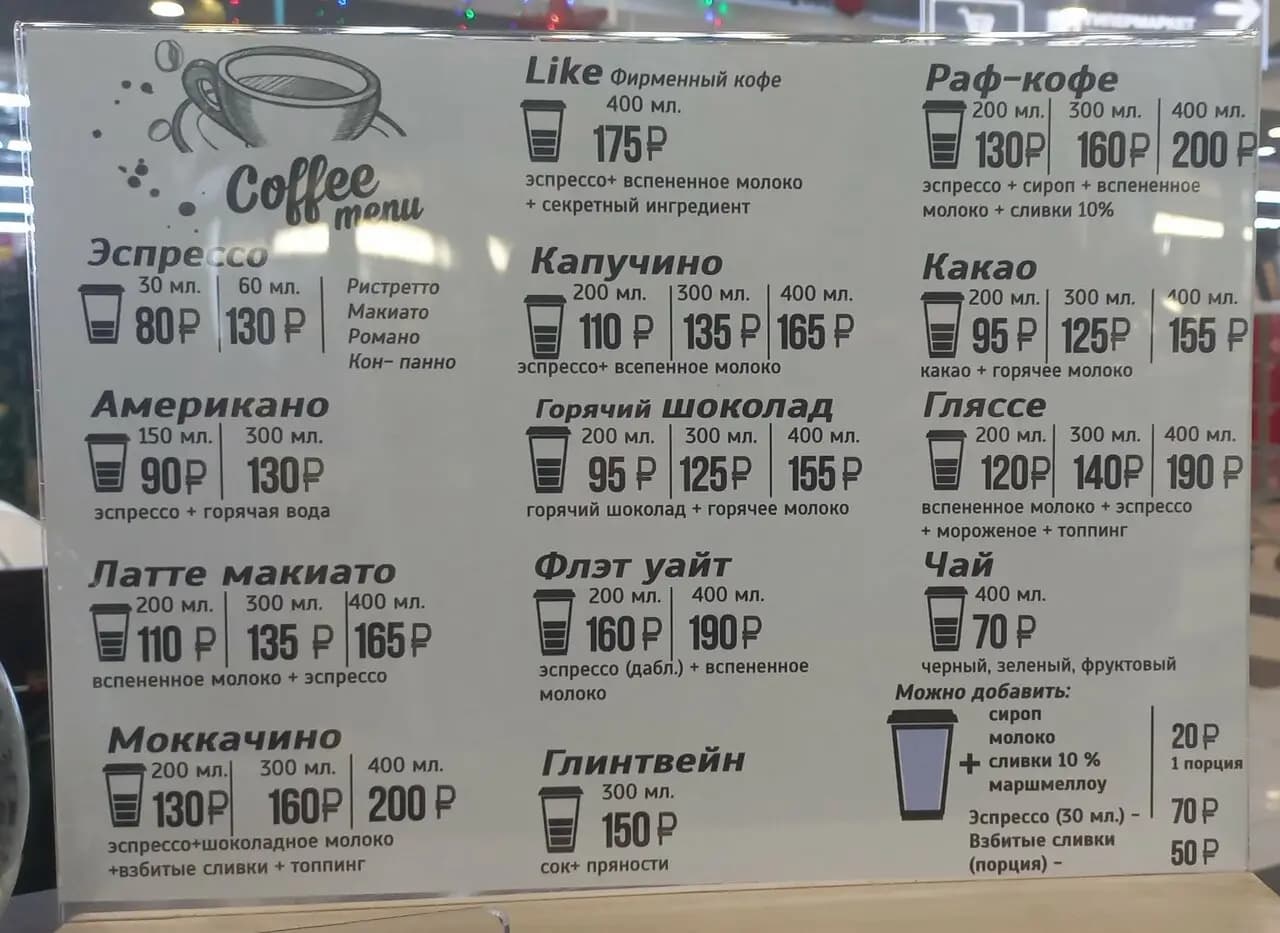 ГИПЕРМАРКЕТ
Coffee
menu
Эспрессо
30 мл. 60 мл.
80₽ 130 ₽
Ристретто
Макиато
Романо
Кон- панно
Американо
150 мл. 300 мл.
90₽ 130₽
эспрессо + горячая вода
Латте макиато
200 мл. 300 мл. 400 мл.
110 ₽ 135 ₽ 165₽
вспененное молоко + эспрессо
Моккачино
200 мл. 300 мл. 400 мл.
130₽ 160₽ 200 ₽
эспрессо+шоколадное молоко
+взбитые сливки + топпинг
Like Фирменный кофе
400 мл.
175₽
эспрессо+ вспененное молоко
+ секретный ингредиент
Капучино
200 мл. 300 мл. 400 мл.
110 ₽ 135 ₽ 165 ₽
эспрессо+ всепенное молоко
Горячий шоколад
200 мл. 300 мл. 400 мл.
95 ₽ 125₽ 155 ₽
горячий шоколад + горячее молоко
Флэт уайт
200 мл. 400 мл.
160₽ 190₽
эспрессо (дабл.) + вспененное
молоко
Глинтвейн
300 мл.
150 ₽
сок+ пряности
Раф-кофе
200 мл. 300 мл. 400 мл.
130₽ 160₽ 200 ₽
эспрессо + сироп + вспененное
молоко + сливки 10%
Какао
200 мл. 300 мл. 400 мл.
95 ₽ 125₽ 155 ₽
какао + горячее молоко
Гляссе
200 мл. 300 мл. 400 мл.
120₽ 140₽ 190 ₽
вспененное молоко + эспрессо
+ мороженое + топпинг
Чай
400 мл.
70 ₽
черный, зеленый, фруктовый
Можно добавить:
сироп
молоко
+ сливки 10 %
маршмеллоу
20₽
1 порция
Эспрессо (30 мл.) – 70₽
Взбитые сливки
(порция) – 50₽